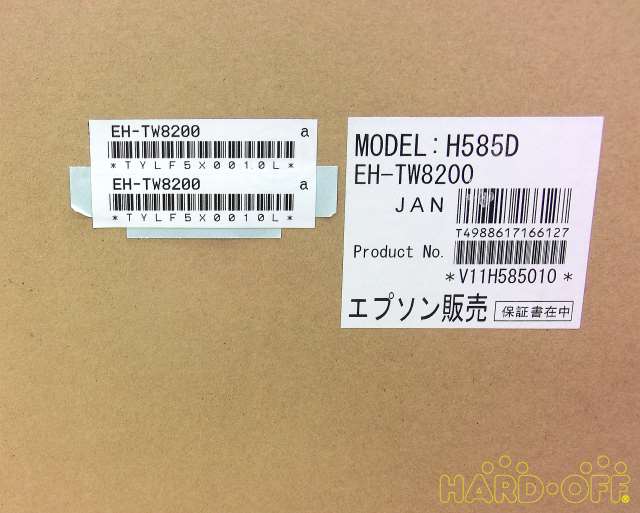 EH-TW8200 a
*TYLF5X0010L*
EH-TW8200 a
*TYLF5X0010L*
MODEL: H585D
EH-TW8200
JAN
T4988617166127
Product No.
*V11H585010*
エプソン販売 保証書在中
HARD・OFF